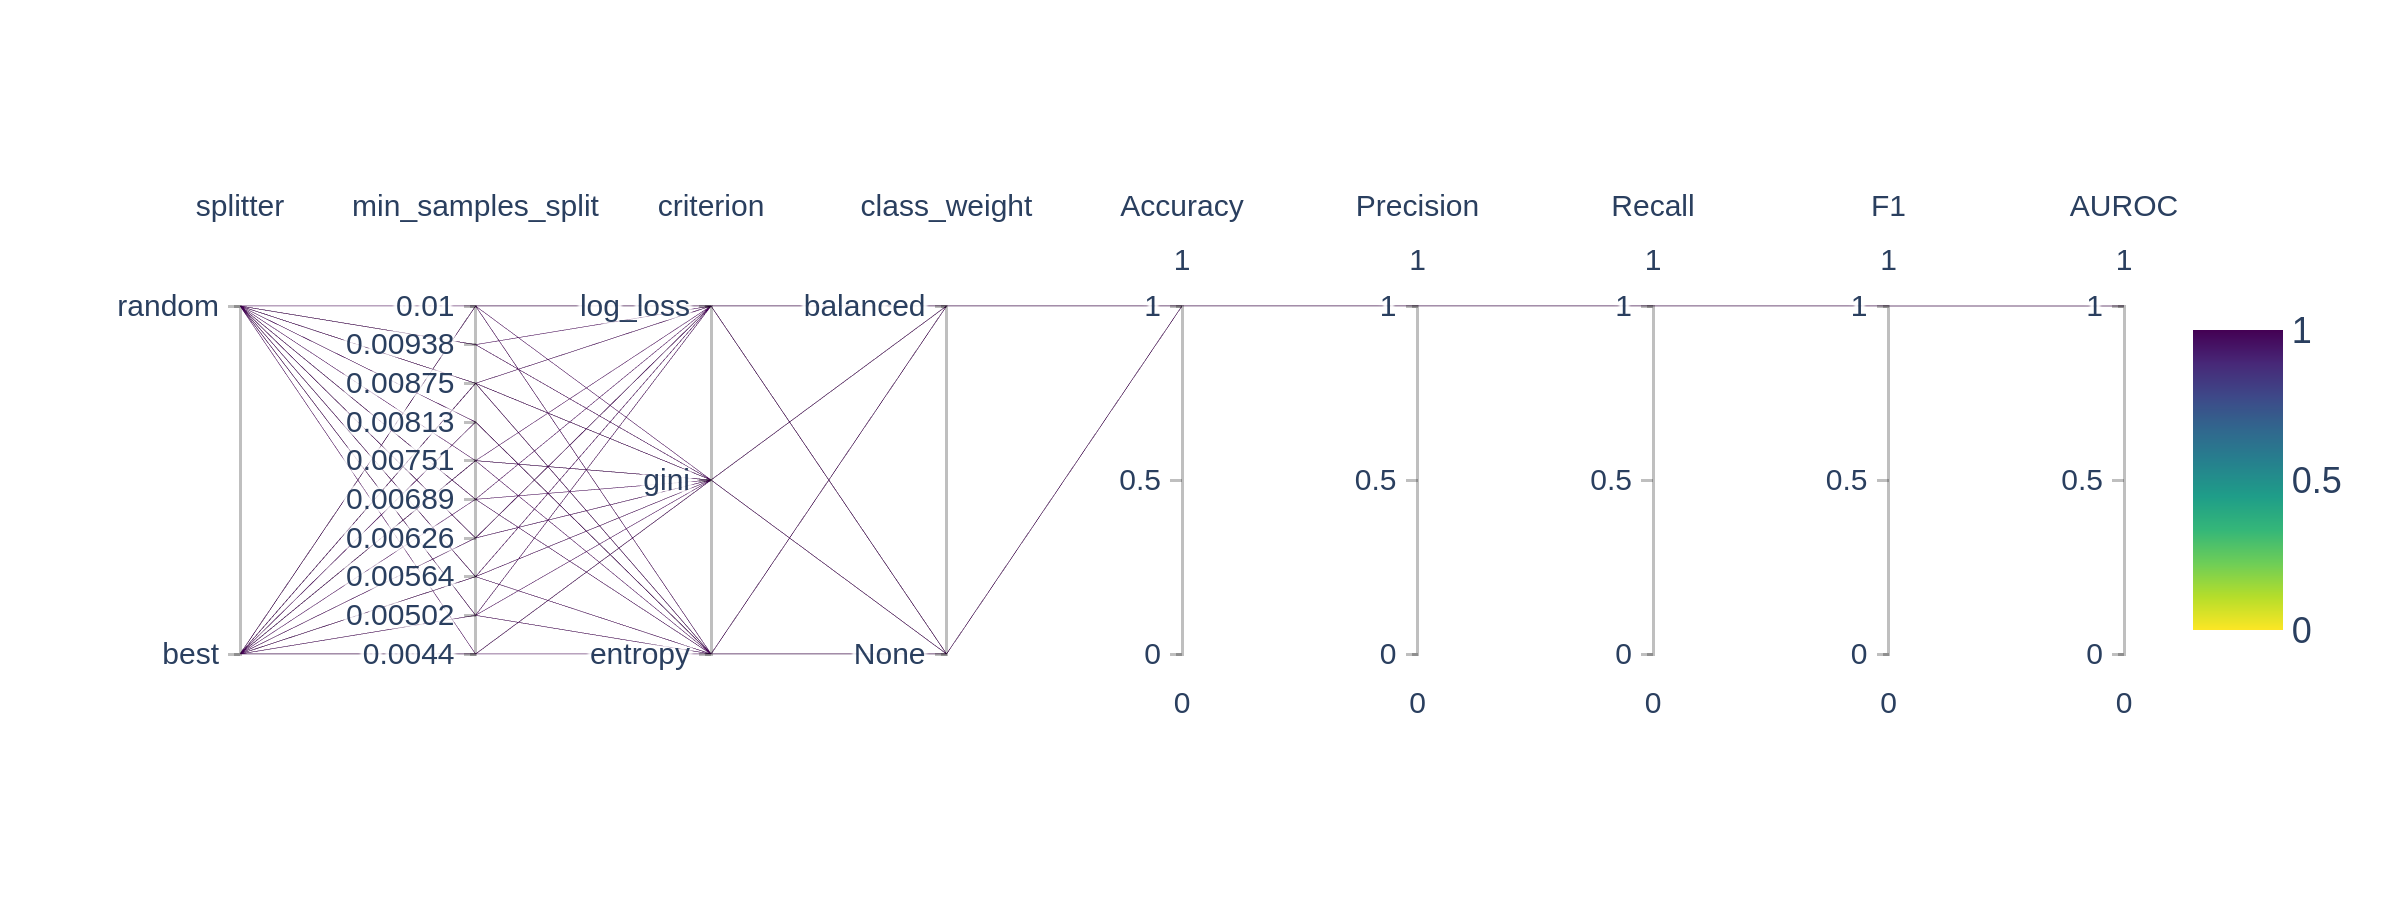 splitter min_samples_split criterion class_weight Accuracy Precision Recall F1 AUROC
1 1 1 1 1
random 0.01 log_loss balanced 1 1 1 1 1
1
0.00938
0.00875
0.00813
0.00751
gini 0.5 0.5 0.5 0.5 0.5 0.5
0.00689
0.00626
0.00564
0.00502
0
best 0.0044 entropy None 0 0 0 0 0
0 0 0 0 0